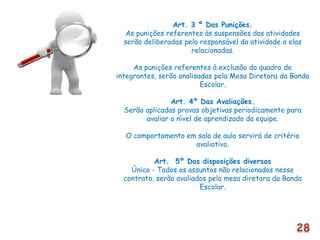 Art. 3 º Das Punições.
As punições referentes às suspensões das atividades
serão deliberadas pelo responsável da atividade a elas
relacionadas.
As punições referentes à exclusão do quadro de
integrantes, serão analisadas pela Mesa Diretora da Banda
Escolar.
Art. 4º Das Avaliações.
Serão aplicadas provas objetivas periodicamente para
avaliar o nível de aprendizado da equipe.
O comportamento em sala de aula servirá de critério
avaliativo.
Art. 5º Das disposições diversas
Único - Todos os assuntos não relacionados nesse
contrato, serão avaliados pela mesa diretora da Banda
Escolar.
28